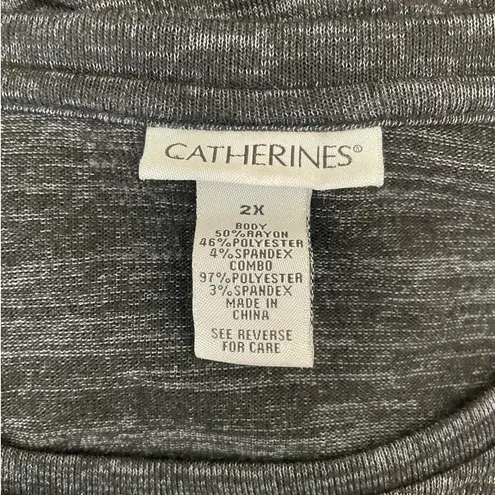 CATHERINES®
2X
BODY
50%RAYON
46%POLYESTER
4%SPANDEX
COMBO
97%POLYESTER
3%SPANDEX
MADE IN
CHINA
SEE REVERSE
FOR CARE